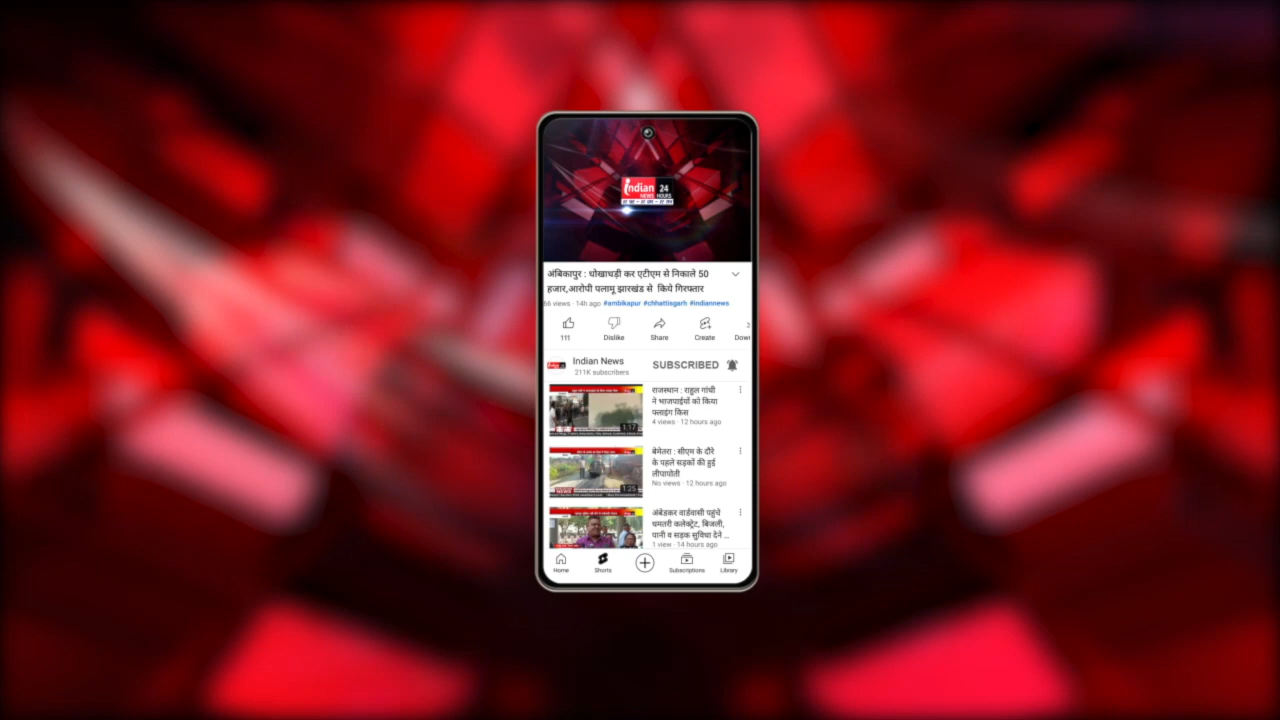 indian
NEWS
24
HOURS
अंबिकापुर : धोखाधड़ी कर एटीएम से निकाले 50
हजार,आरोपी पलामू झारखंड से किये गिरफ्तार
66 views · 14h ago #ambikapur #chhattisgarh #indiannews
111
Dislike
Share
Create
Indian News
211K subscribers
SUBSCRIBED
राजस्थान : राहुल गांधी
ने भाजपाईयों को किया
फ्लाइंग किस
4 views · 12 hours ago
1:17
बेमेतरा : सीएम के दौरे
के पहले सड़कों की हुई
लीपापोती
No views · 12 hours ago
1:25
अंबेडकर वार्डवासी पहुंचे
धमतरी कलेक्ट्रेट, बिजली,
पानी व सड़क सुविधा देने ...
1 view · 14 hours ago
Home
Shorts
Subscriptions
Library